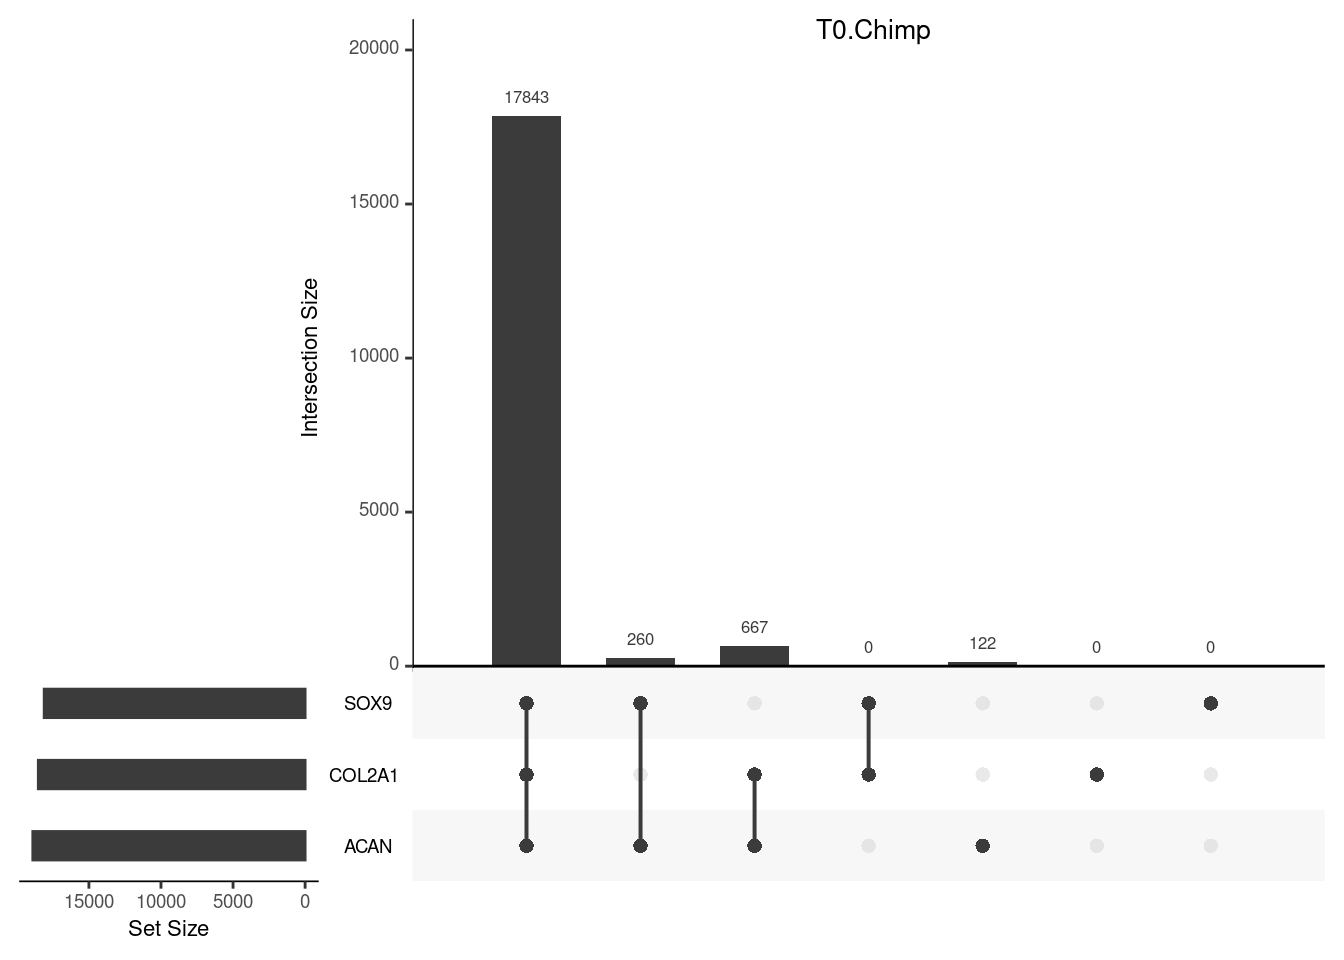 T0.Chimp
20000
15000
10000
5000
0
Intersection Size
17843
260
667
0
122
0
0
SOX9
COL2A1
ACAN
15000 10000 5000 0
Set Size